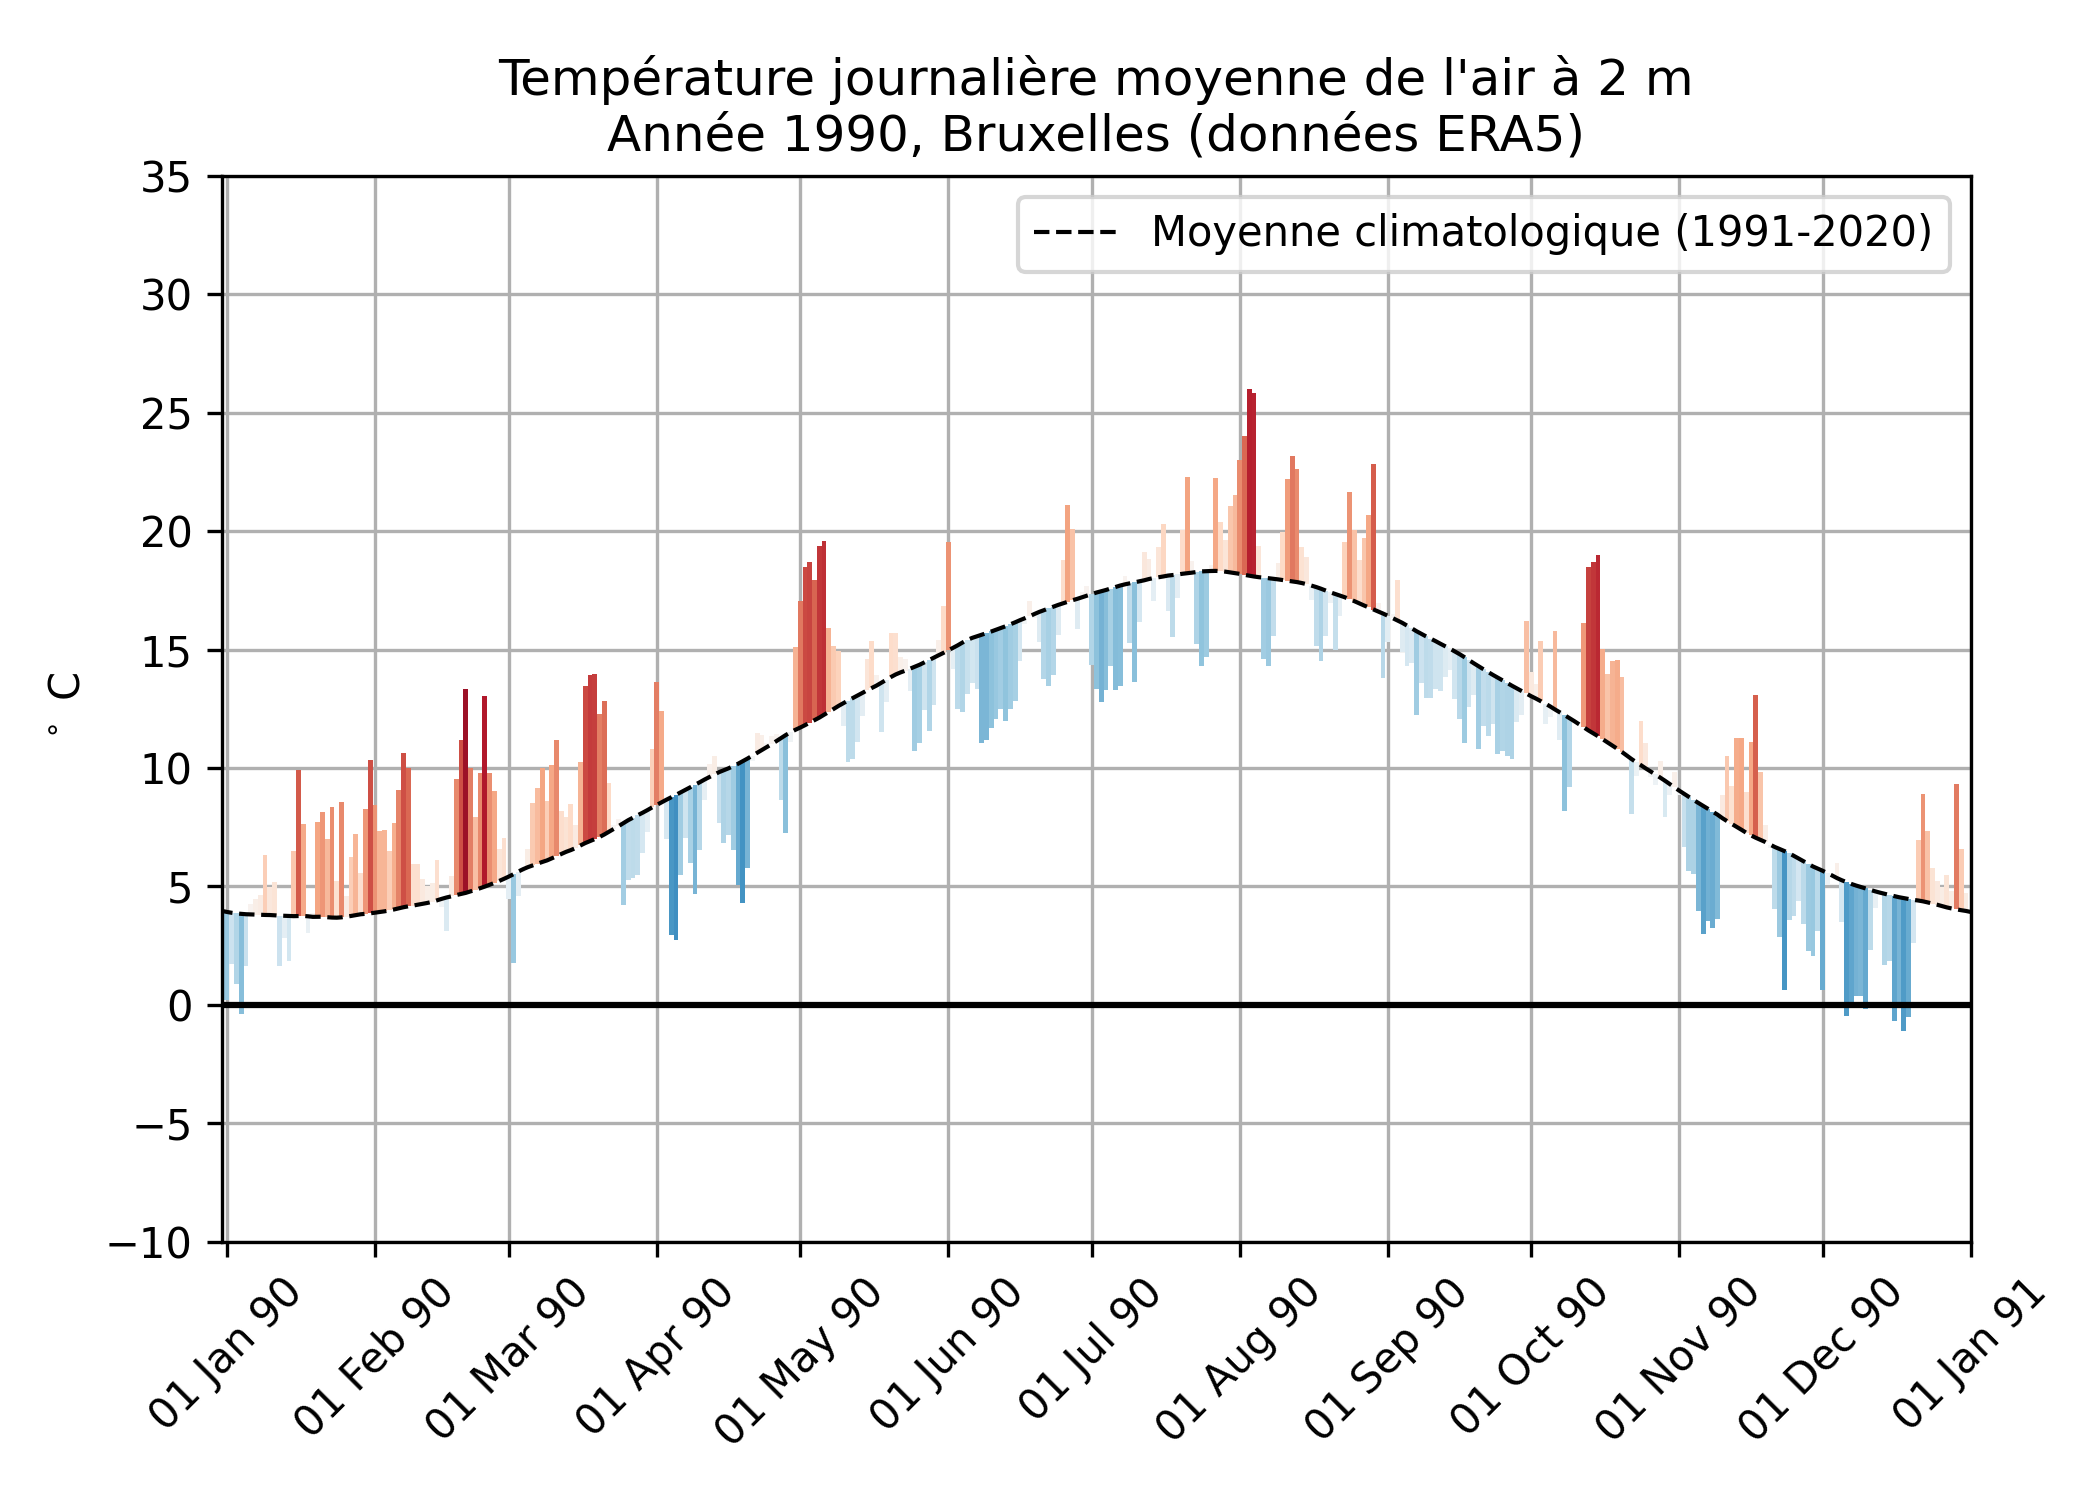 Température journalière moyenne de l'air à 2 m
Année 1990, Bruxelles (données ERA5)
Moyenne climatologique (1991-2020)
° C
35
30
25
20
15
10
5
0
−5
−10
01 Jan 90
01 Feb 90
01 Mar 90
01 Apr 90
01 May 90
01 Jun 90
01 Jul 90
01 Aug 90
01 Sep 90
01 Oct 90
01 Nov 90
01 Dec 90
01 Jan 91